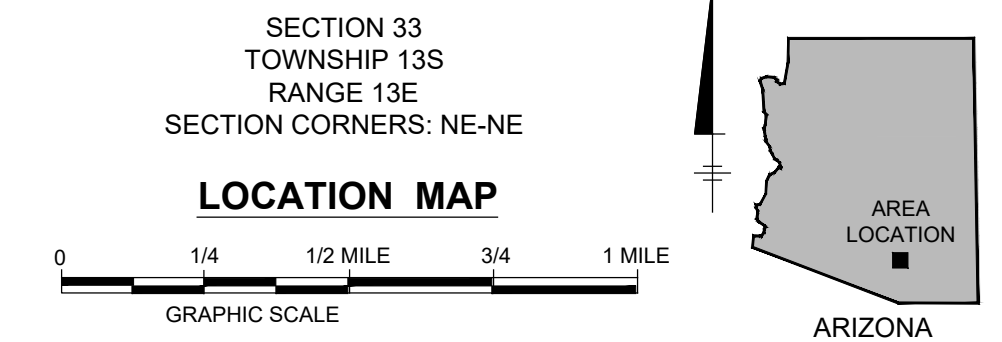 SECTION 33
TOWNSHIP 13S
RANGE 13E
SECTION CORNERS: NE-NE
LOCATION MAP
0 1/4 1/2 MILE 3/4 1 MILE
GRAPHIC SCALE
AREA
LOCATION
ARIZONA